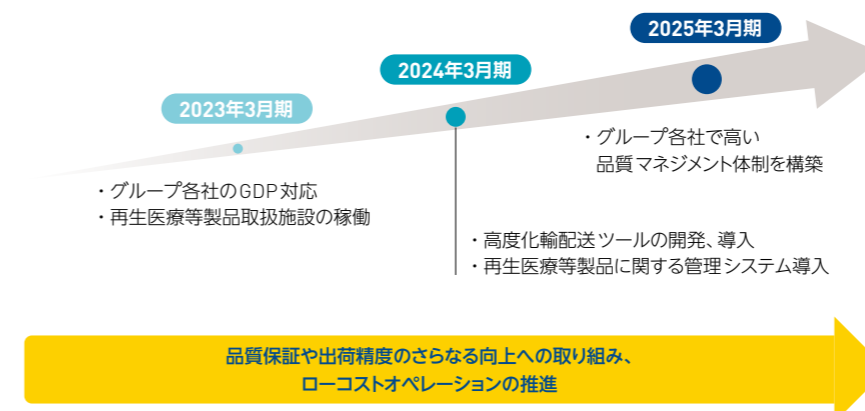 2025年3月期
2024年3月期
2023年3月期
・グループ各社のGDP対応
・再生医療等製品取扱施設の稼働
・高度化輸配送ツールの開発、導入
・再生医療等製品に関する管理システム導入
・グループ各社で高い
品質マネジメント体制を構築
品質保証や出荷精度のさらなる向上への取り組み、
ローコストオペレーションの推進